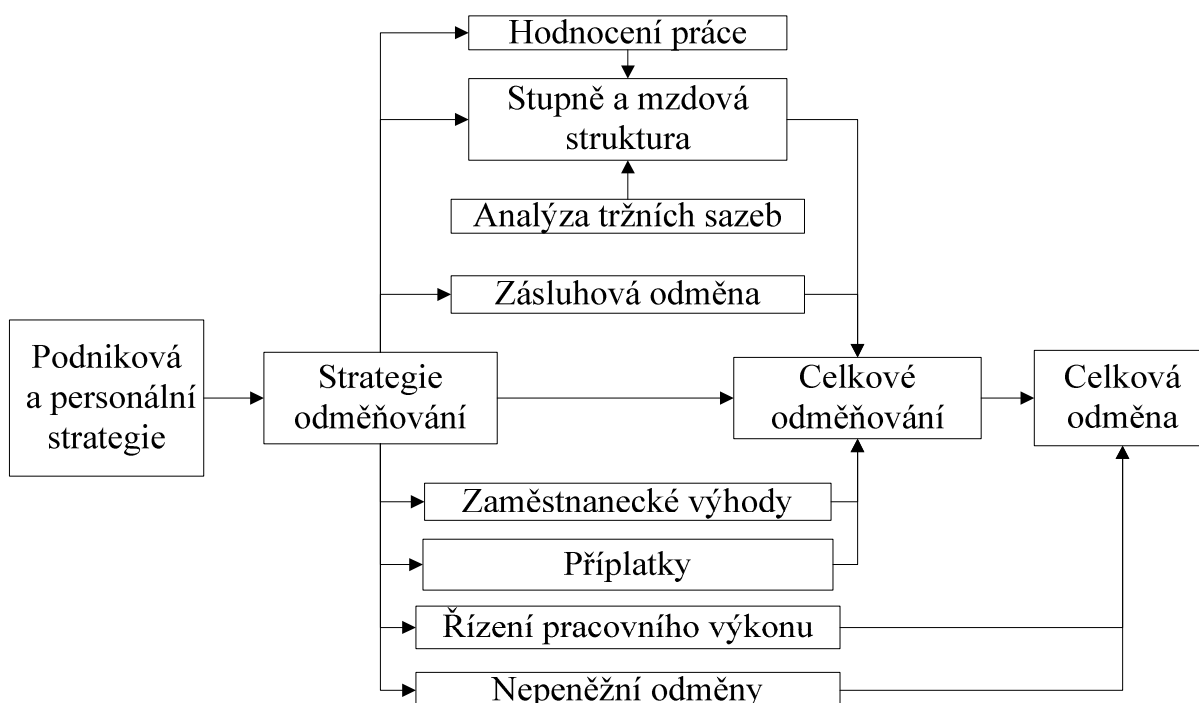 Hodnocení práce
Stupně a mzdová
struktura
Analýza tržních sazeb
Zásluhová odměna
Podniková
a personální
strategie
Strategie
odměňování
Celkové
odměňování
Celková
odměna
Zaměstnanecké výhody
Příplatky
Řízení pracovního výkonu
Nepeněžní odměny